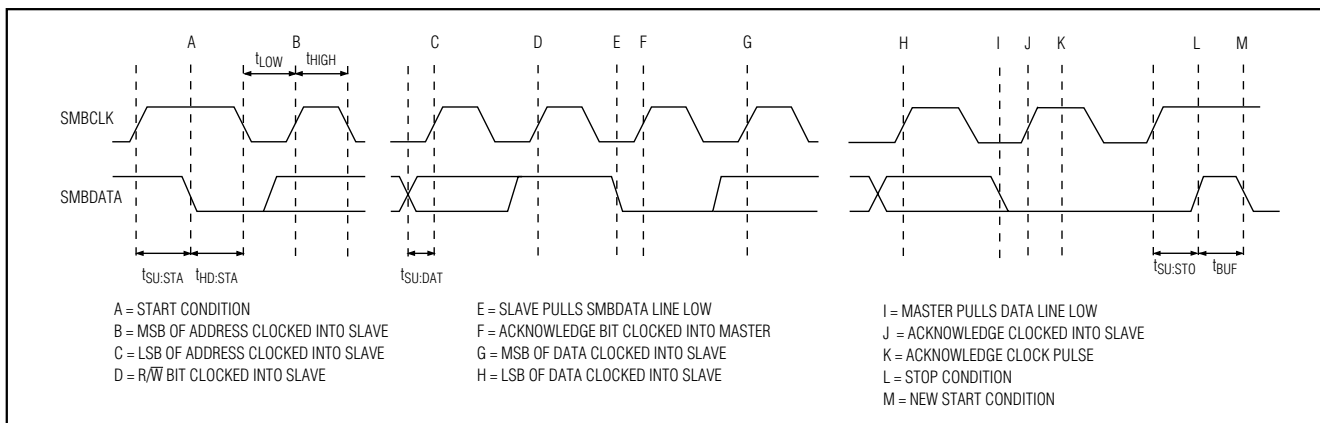 A B C D E F G H I J K L M
tLOW tHIGH
SMBCLK
SMBDATA
tSU:STA tHD:STA tSU:DAT tSU:STO tBUF
A = START CONDITION
B = MSB OF ADDRESS CLOCKED INTO SLAVE
C = LSB OF ADDRESS CLOCKED INTO SLAVE
D = R/W̅ BIT CLOCKED INTO SLAVE
E = SLAVE PULLS SMBDATA LINE LOW
F = ACKNOWLEDGE BIT CLOCKED INTO MASTER
G = MSB OF DATA CLOCKED INTO SLAVE
H = LSB OF DATA CLOCKED INTO SLAVE
I = MASTER PULLS DATA LINE LOW
J = ACKNOWLEDGE CLOCKED INTO SLAVE
K = ACKNOWLEDGE CLOCK PULSE
L = STOP CONDITION
M = NEW START CONDITION